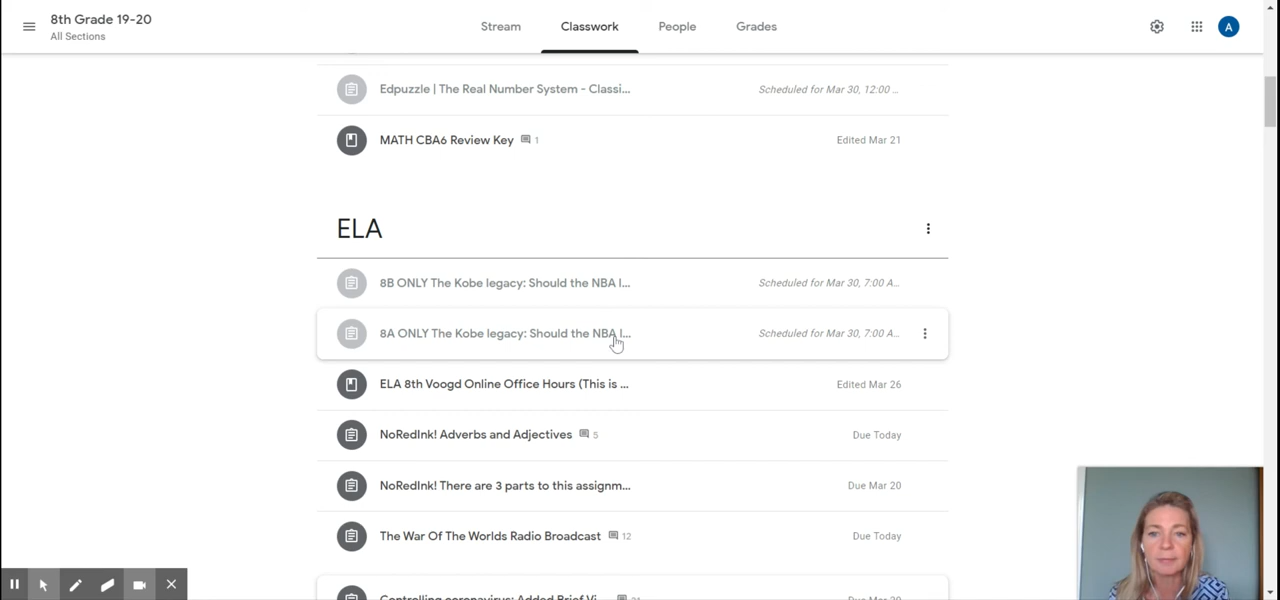 8th Grade 19-20
All Sections
Stream
Classwork
People
Grades
A
Edpuzzle | The Real Number System - Classi...
Scheduled for Mar 30, 12:00 ...
MATH CBA6 Review Key 1
Edited Mar 21
ELA
8B ONLY The Kobe legacy: Should the NBA l...
Scheduled for Mar 30, 7:00 A...
8A ONLY The Kobe legacy: Should the NBA l...
Scheduled for Mar 30, 7:00 A...
ELA 8th Voogd Online Office Hours (This is ...
Edited Mar 26
NoRedInk! Adverbs and Adjectives 5
Due Today
NoRedInk! There are 3 parts to this assignm...
Due Mar 20
The War Of The Worlds Radio Broadcast 12
Due Today
Controlling coronavirus: Added Brief Vi...